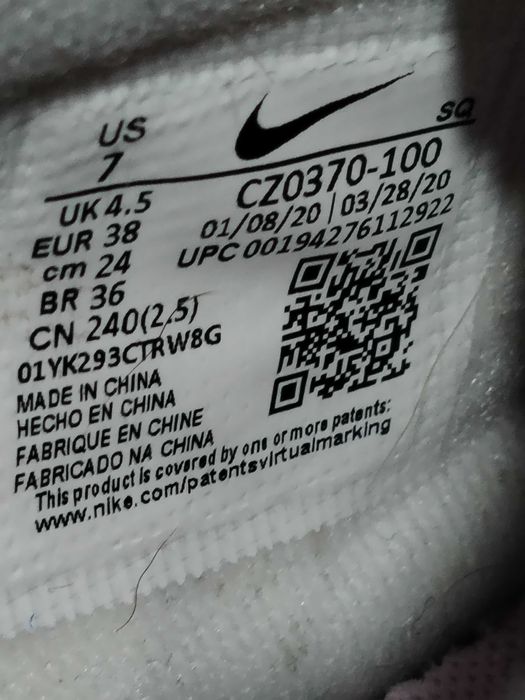 US
7
SQ
UK 4.5
EUR 38
cm 24
BR 36
CN 240(2.5)
01YK293CTRW8G
CZ0370-100
01/08/20 | 03/28/20
UPC 00194276112922
MADE IN CHINA
HECHO EN CHINA
FABRIQUE EN CHINE
FABRICADO NA CHINA
This product is covered by one or more patents:
www.nike.com/patentsvirtualmarking